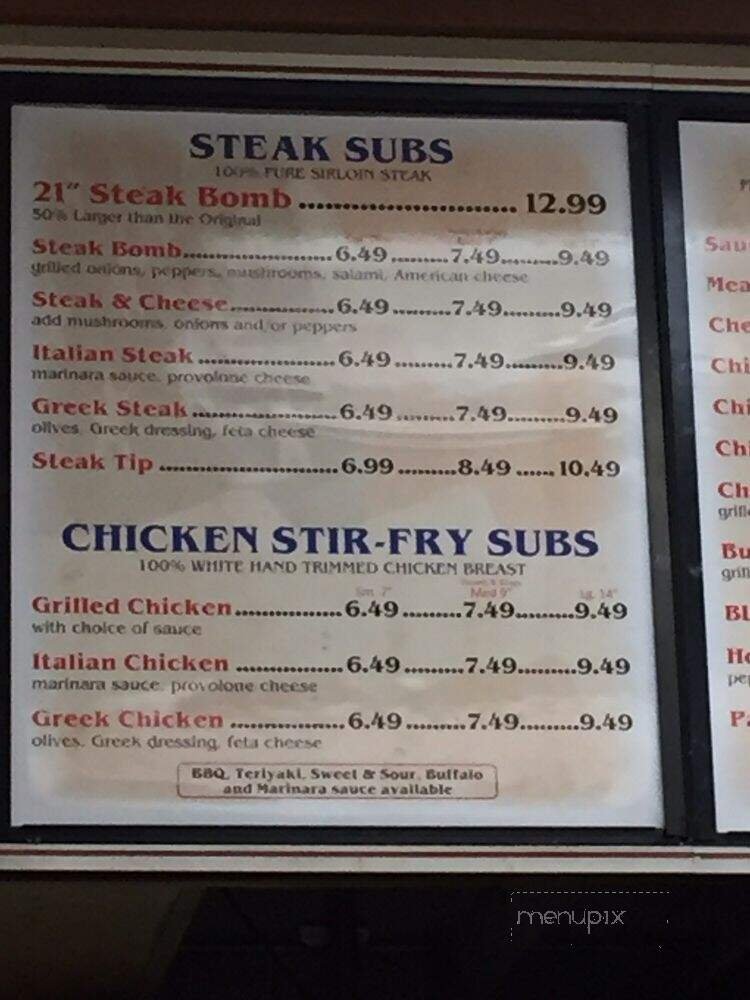 STEAK SUBS
100% PURE SIRLOIN STEAK
21" Steak Bomb ...................... 12.99
50% Larger than the Original
Steak Bomb......................6.49.........7.49.........9.49
grilled onions, peppers, mushrooms, salami, American cheese
Steak & Cheese...............6.49.........7.49.........9.49
add mushrooms, onions and/or peppers
Italian Steak ....................6.49.........7.49.........9.49
marinara sauce, provolone cheese
Greek Steak .....................6.49.........7.49.........9.49
olives, Greek dressing, feta cheese
Steak Tip ..........................6.99.........8.49...... 10.49
CHICKEN STIR-FRY SUBS
100% WHITE HAND TRIMMED CHICKEN BREAST
Sm. 7" Med 9" Lg. 14"
Grilled Chicken................6.49.........7.49.........9.49
with choice of sauce
Italian Chicken ................6.49.........7.49.........9.49
marinara sauce, provolone cheese
Greek Chicken .................6.49.........7.49.........9.49
olives, Greek dressing, feta cheese
BBQ, Teriyaki, Sweet & Sour, Buffalo
and Marinara sauce available
menupix